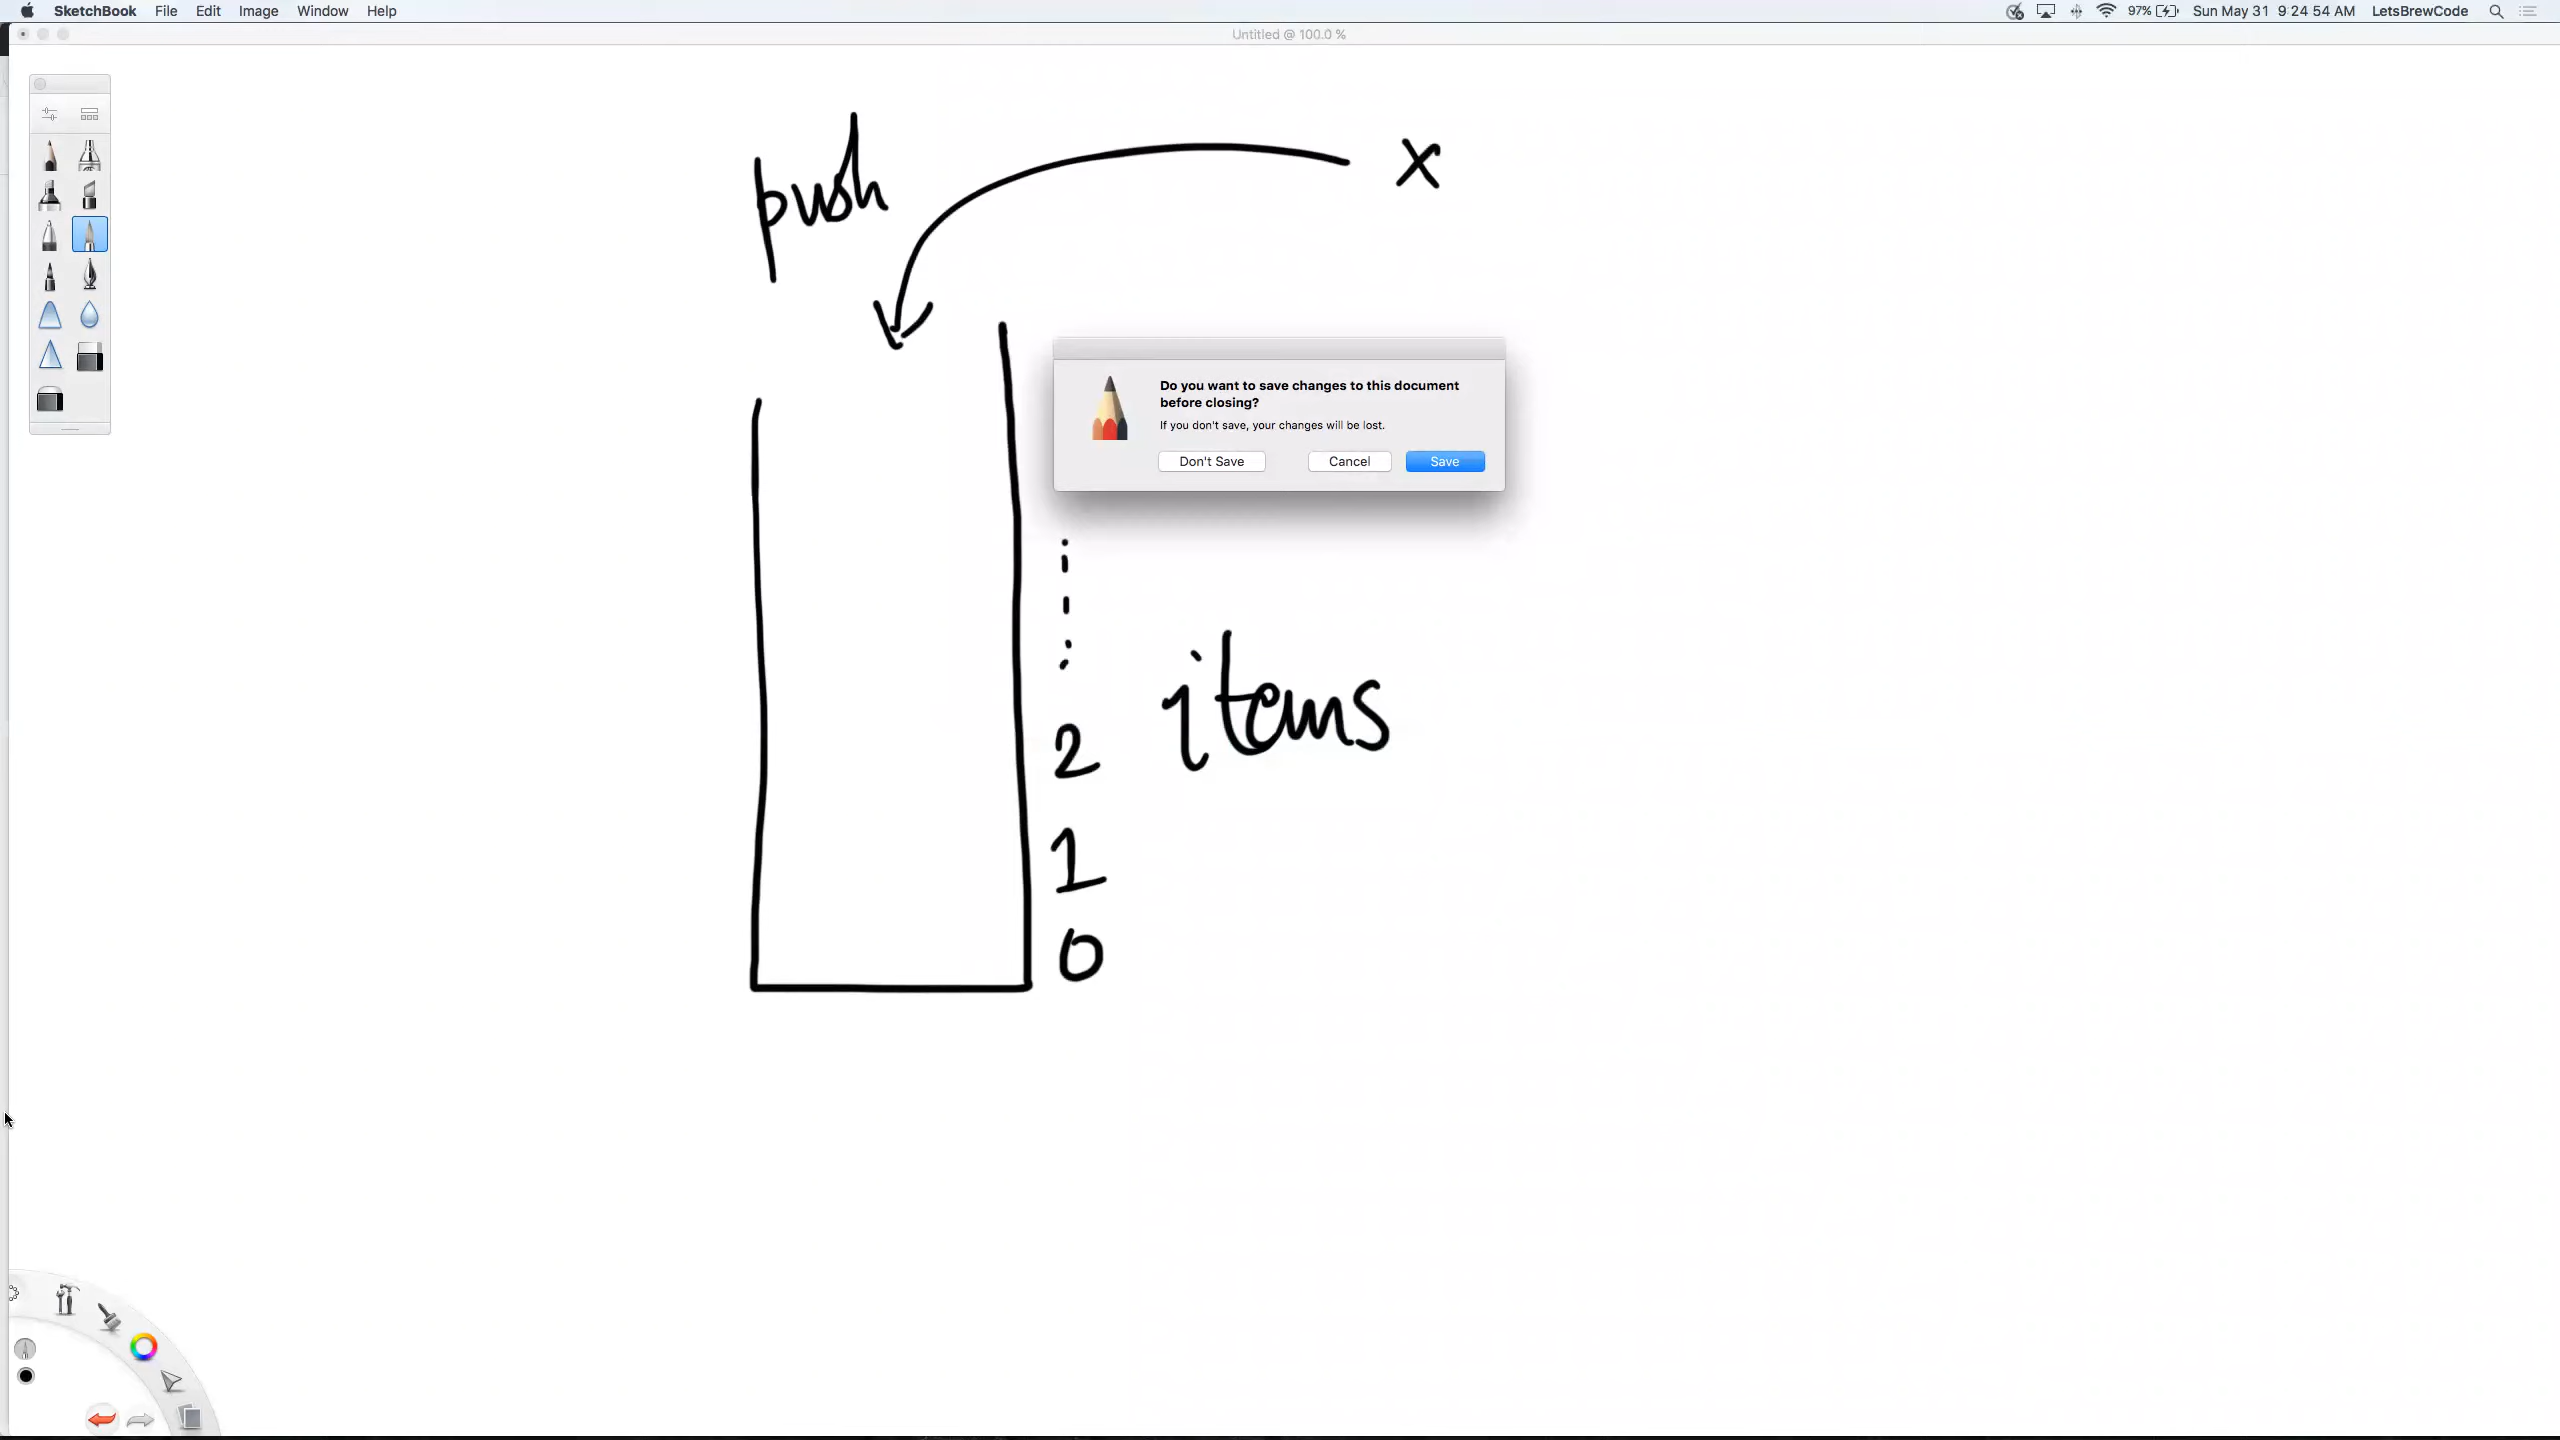 SketchBook File Edit Image Window Help 97% Sun May 31 9:24:54 AM LetsBrewCode
Untitled @ 100.0 %
push x
Do you want to save changes to this document
before closing?
If you don't save, your changes will be lost.
Don't Save Cancel Save
items
2
1
0